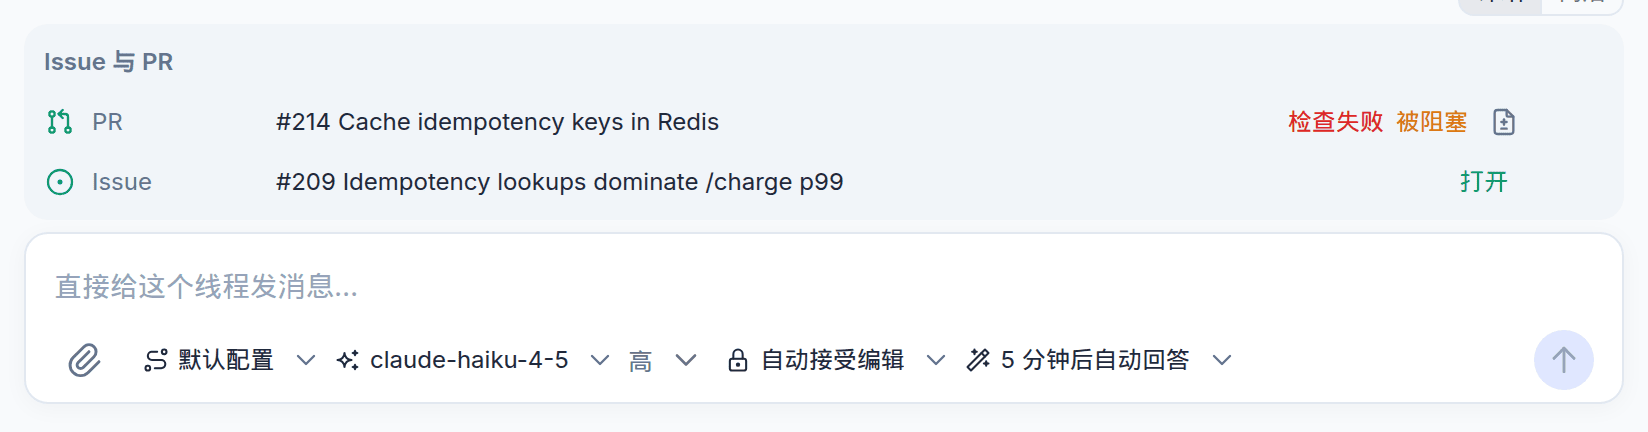 Issue 与 PR
PR #214 Cache idempotency keys in Redis 检查失败 被阻塞
Issue #209 Idempotency lookups dominate /charge p99 打开
直接给这个线程发消息...
默认配置 claude-haiku-4-5 高 自动接受编辑 5 分钟后自动回答